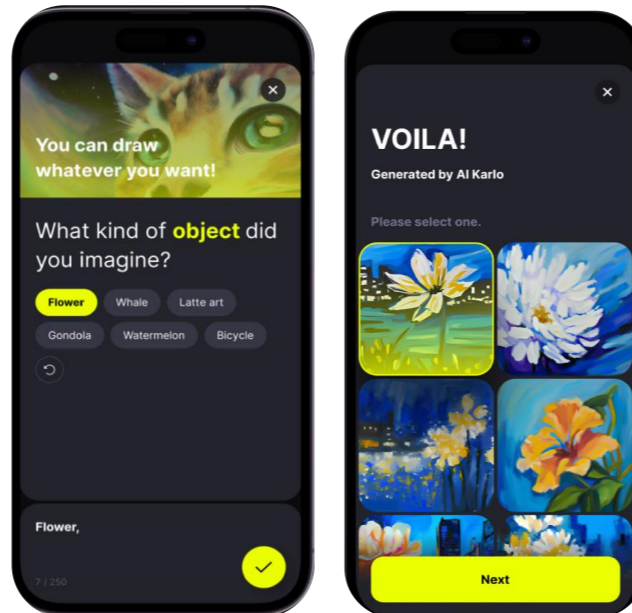 You can draw
whatever you want!
What kind of object did
you imagine?
Flower
Whale
Latte art
Gondola
Watermelon
Bicycle
Flower,
7 / 250
VOILA!
Generated by AI Karlo
Please select one.
Next